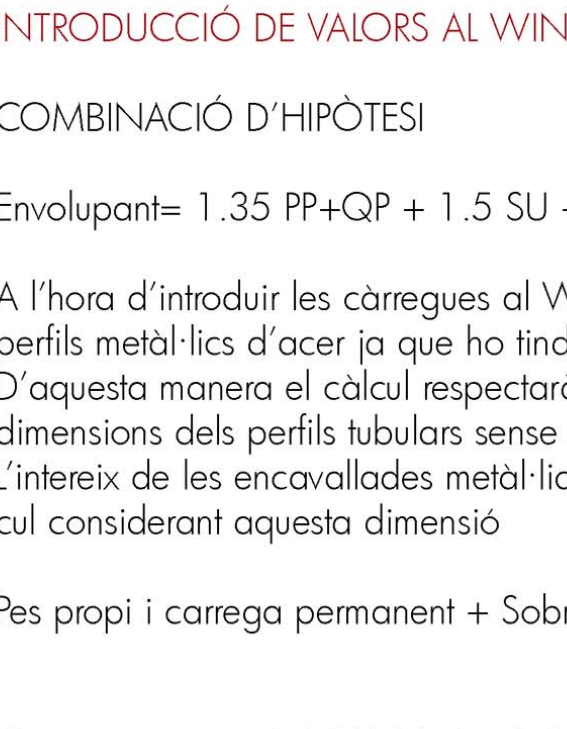 INTRODUCCIÓ DE VALORS AL WIN
COMBINACIÓ D'HIPÒTESI
Envolupant= 1.35 PP+QP + 1.5 SU
A l'hora d'introduir les càrregues al W
perfils metàl·lics d'acer ja que ho tind
D'aquesta manera el càlcul respectarà
dimensions dels perfils tubulars sense
L'intereix de les encavallades metàl·lic
cul considerant aquesta dimensió
Pes propi i carrega permanent + Sobr